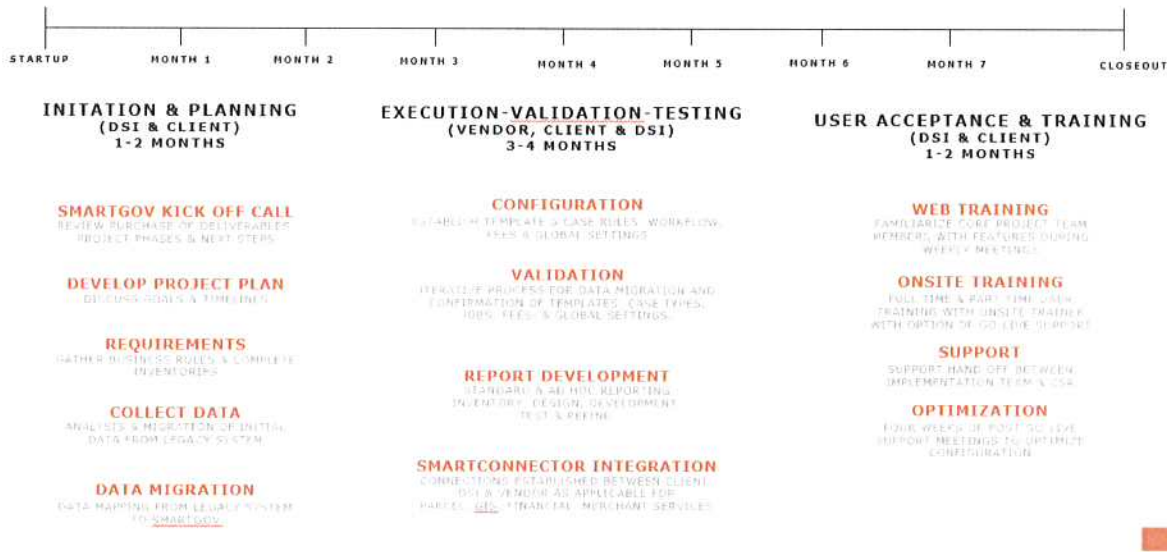 STARTUP
MONTH 1
MONTH 2
MONTH 3
MONTH 4
MONTH 5
MONTH 6
MONTH 7
CLOSEOUT
INITATION & PLANNING
(DSI & CLIENT)
1-2 MONTHS
SMARTGOV KICK OFF CALL
REVIEW PURCHASE OF DELIVERABLES
PROJECT PHASES & NEXT STEPS
DEVELOP PROJECT PLAN
DISCUSS GOALS & TIMELINES
REQUIREMENTS
GATHER BUSINESS RULES & COMPLETE
INVENTORIES
COLLECT DATA
ANALYSIS & MIGRATION OF INITIAL
DATA FROM LEGACY SYSTEM
DATA MIGRATION
DATA MAPPING FROM LEGACY SYSTEM
TO SMARTGOV
EXECUTION-VALIDATION-TESTING
(VENDOR, CLIENT & DSI)
3-4 MONTHS
CONFIGURATION
ESTABLISH TEMPLATE & CASE RULES, WORKFLOW,
FEES & GLOBAL SETTINGS
VALIDATION
ITERATIVE PROCESS FOR DATA MIGRATION AND
CONFIRMATION OF TEMPLATES, CASE TYPES,
JOBS, FEES, & GLOBAL SETTINGS
REPORT DEVELOPMENT
STANDARD & AD HOC REPORTING
INVENTORY, DESIGN, DEVELOPMENT
TEST & REFINE
SMARTCONNECTOR INTEGRATION
CONNECTIONS ESTABLISHED BETWEEN CLIENT,
DSI & VENDOR AS APPLICABLE FOR
PARCEL, GIS, FINANCIAL, MERCHANT SERVICES
USER ACCEPTANCE & TRAINING
(DSI & CLIENT)
1-2 MONTHS
WEB TRAINING
FAMILIARIZE CORE PROJECT TEAM
MEMBERS WITH FEATURES DURING
WEEKLY MEETINGS
ONSITE TRAINING
FULL TIME & PART TIME USER
TRAINING WITH ONSITE TRAINER
WITH OPTION OF GO LIVE SUPPORT
SUPPORT
SUPPORT HAND OFF BETWEEN
IMPLEMENTATION TEAM & CSR
OPTIMIZATION
FOUR WEEKS OF POST GO LIVE
SUPPORT MEETINGS TO OPTIMIZE
CONFIGURATION